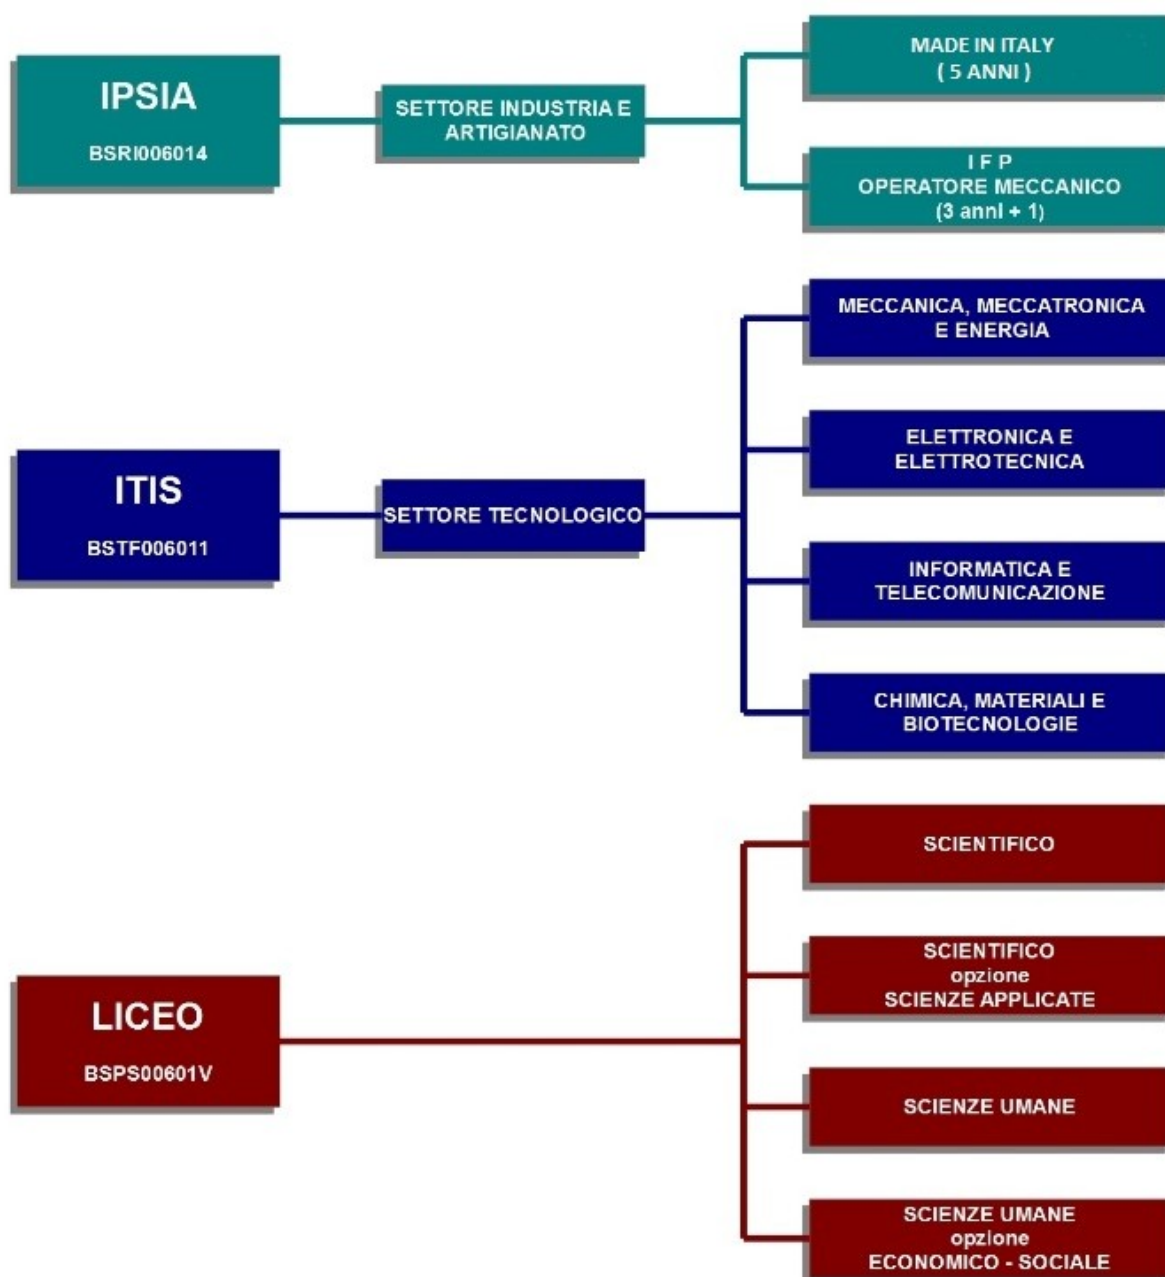 IPSIA
BSRI006014
SETTORE INDUSTRIA E
ARTIGIANATO
MADE IN ITALY
( 5 ANNI )
I F P
OPERATORE MECCANICO
(3 anni + 1)
ITIS
BSTF006011
SETTORE TECNOLOGICO
MECCANICA, MECCATRONICA
E ENERGIA
ELETTRONICA E
ELETTROTECNICA
INFORMATICA E
TELECOMUNICAZIONE
CHIMICA, MATERIALI E
BIOTECNOLOGIE
LICEO
BSPS00601V
SCIENTIFICO
SCIENTIFICO
opzione
SCIENZE APPLICATE
SCIENZE UMANE
SCIENZE UMANE
opzione
ECONOMICO - SOCIALE